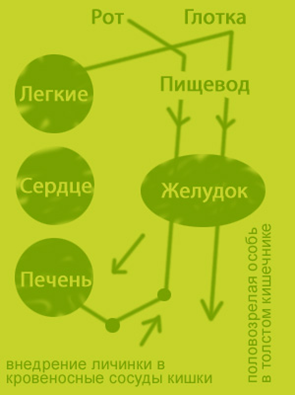 Рот
Глотка
Легкие
Пищевод
Сердце
Желудок
Печень
внедрение личинки в
кровеносные сосуды кишки
половозрелая особь
в толстом кишечнике